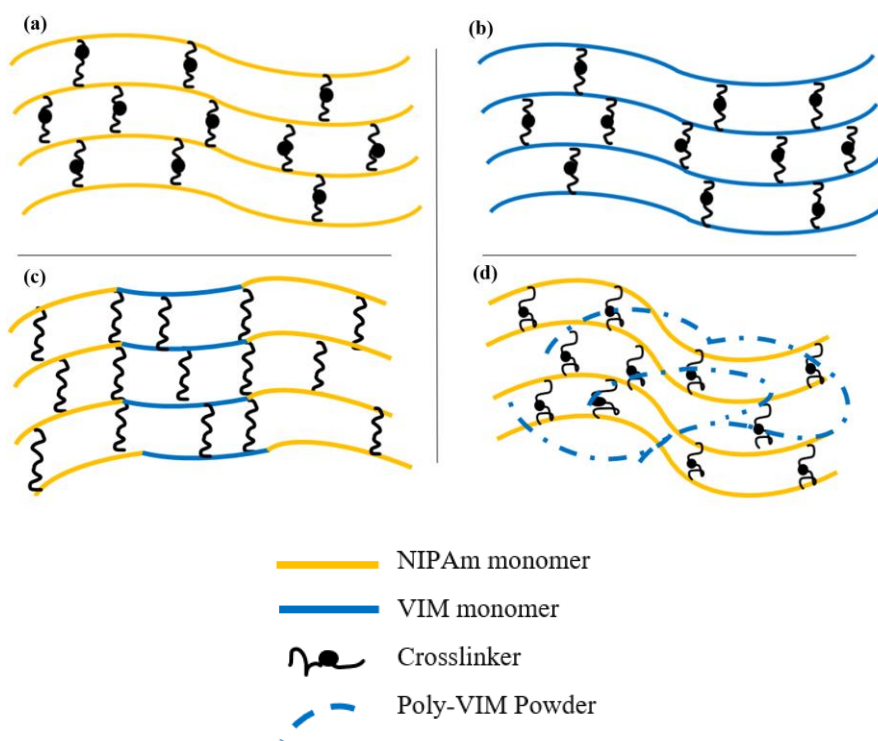 (a)
(b)
(c)
(d)
NIPAm monomer
VIM monomer
Crosslinker
Poly-VIM Powder